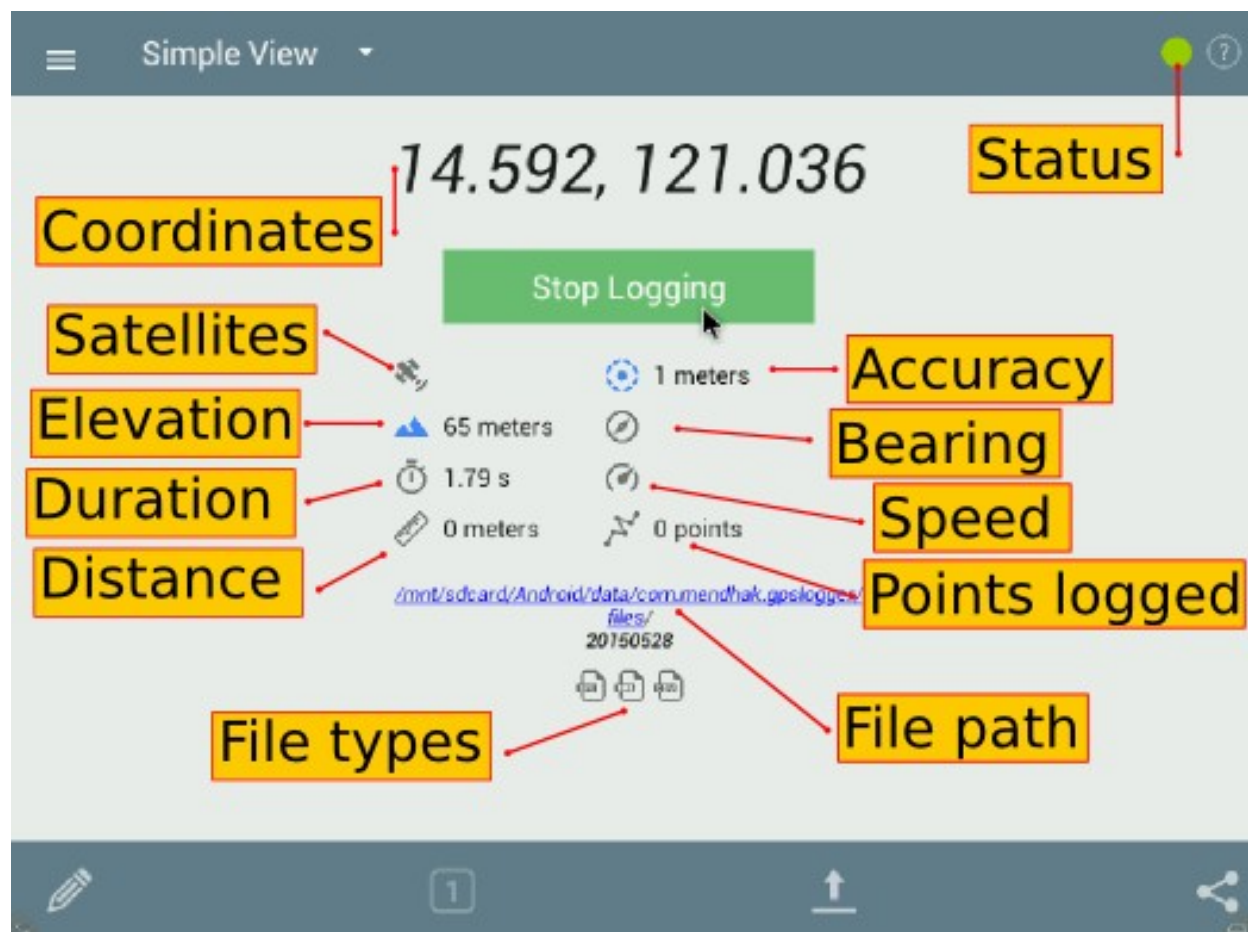 Simple View
?
Status
14.592, 121.036
Coordinates
Stop Logging
Satellites
1 meters
Accuracy
Elevation
65 meters
Bearing
Duration
1.79 s
Speed
Distance
0 meters
0 points
Points logged
/mnt/sdcard/Android/data/com.mendhak.gpslogger/
files/
20150528
File types
File path
1